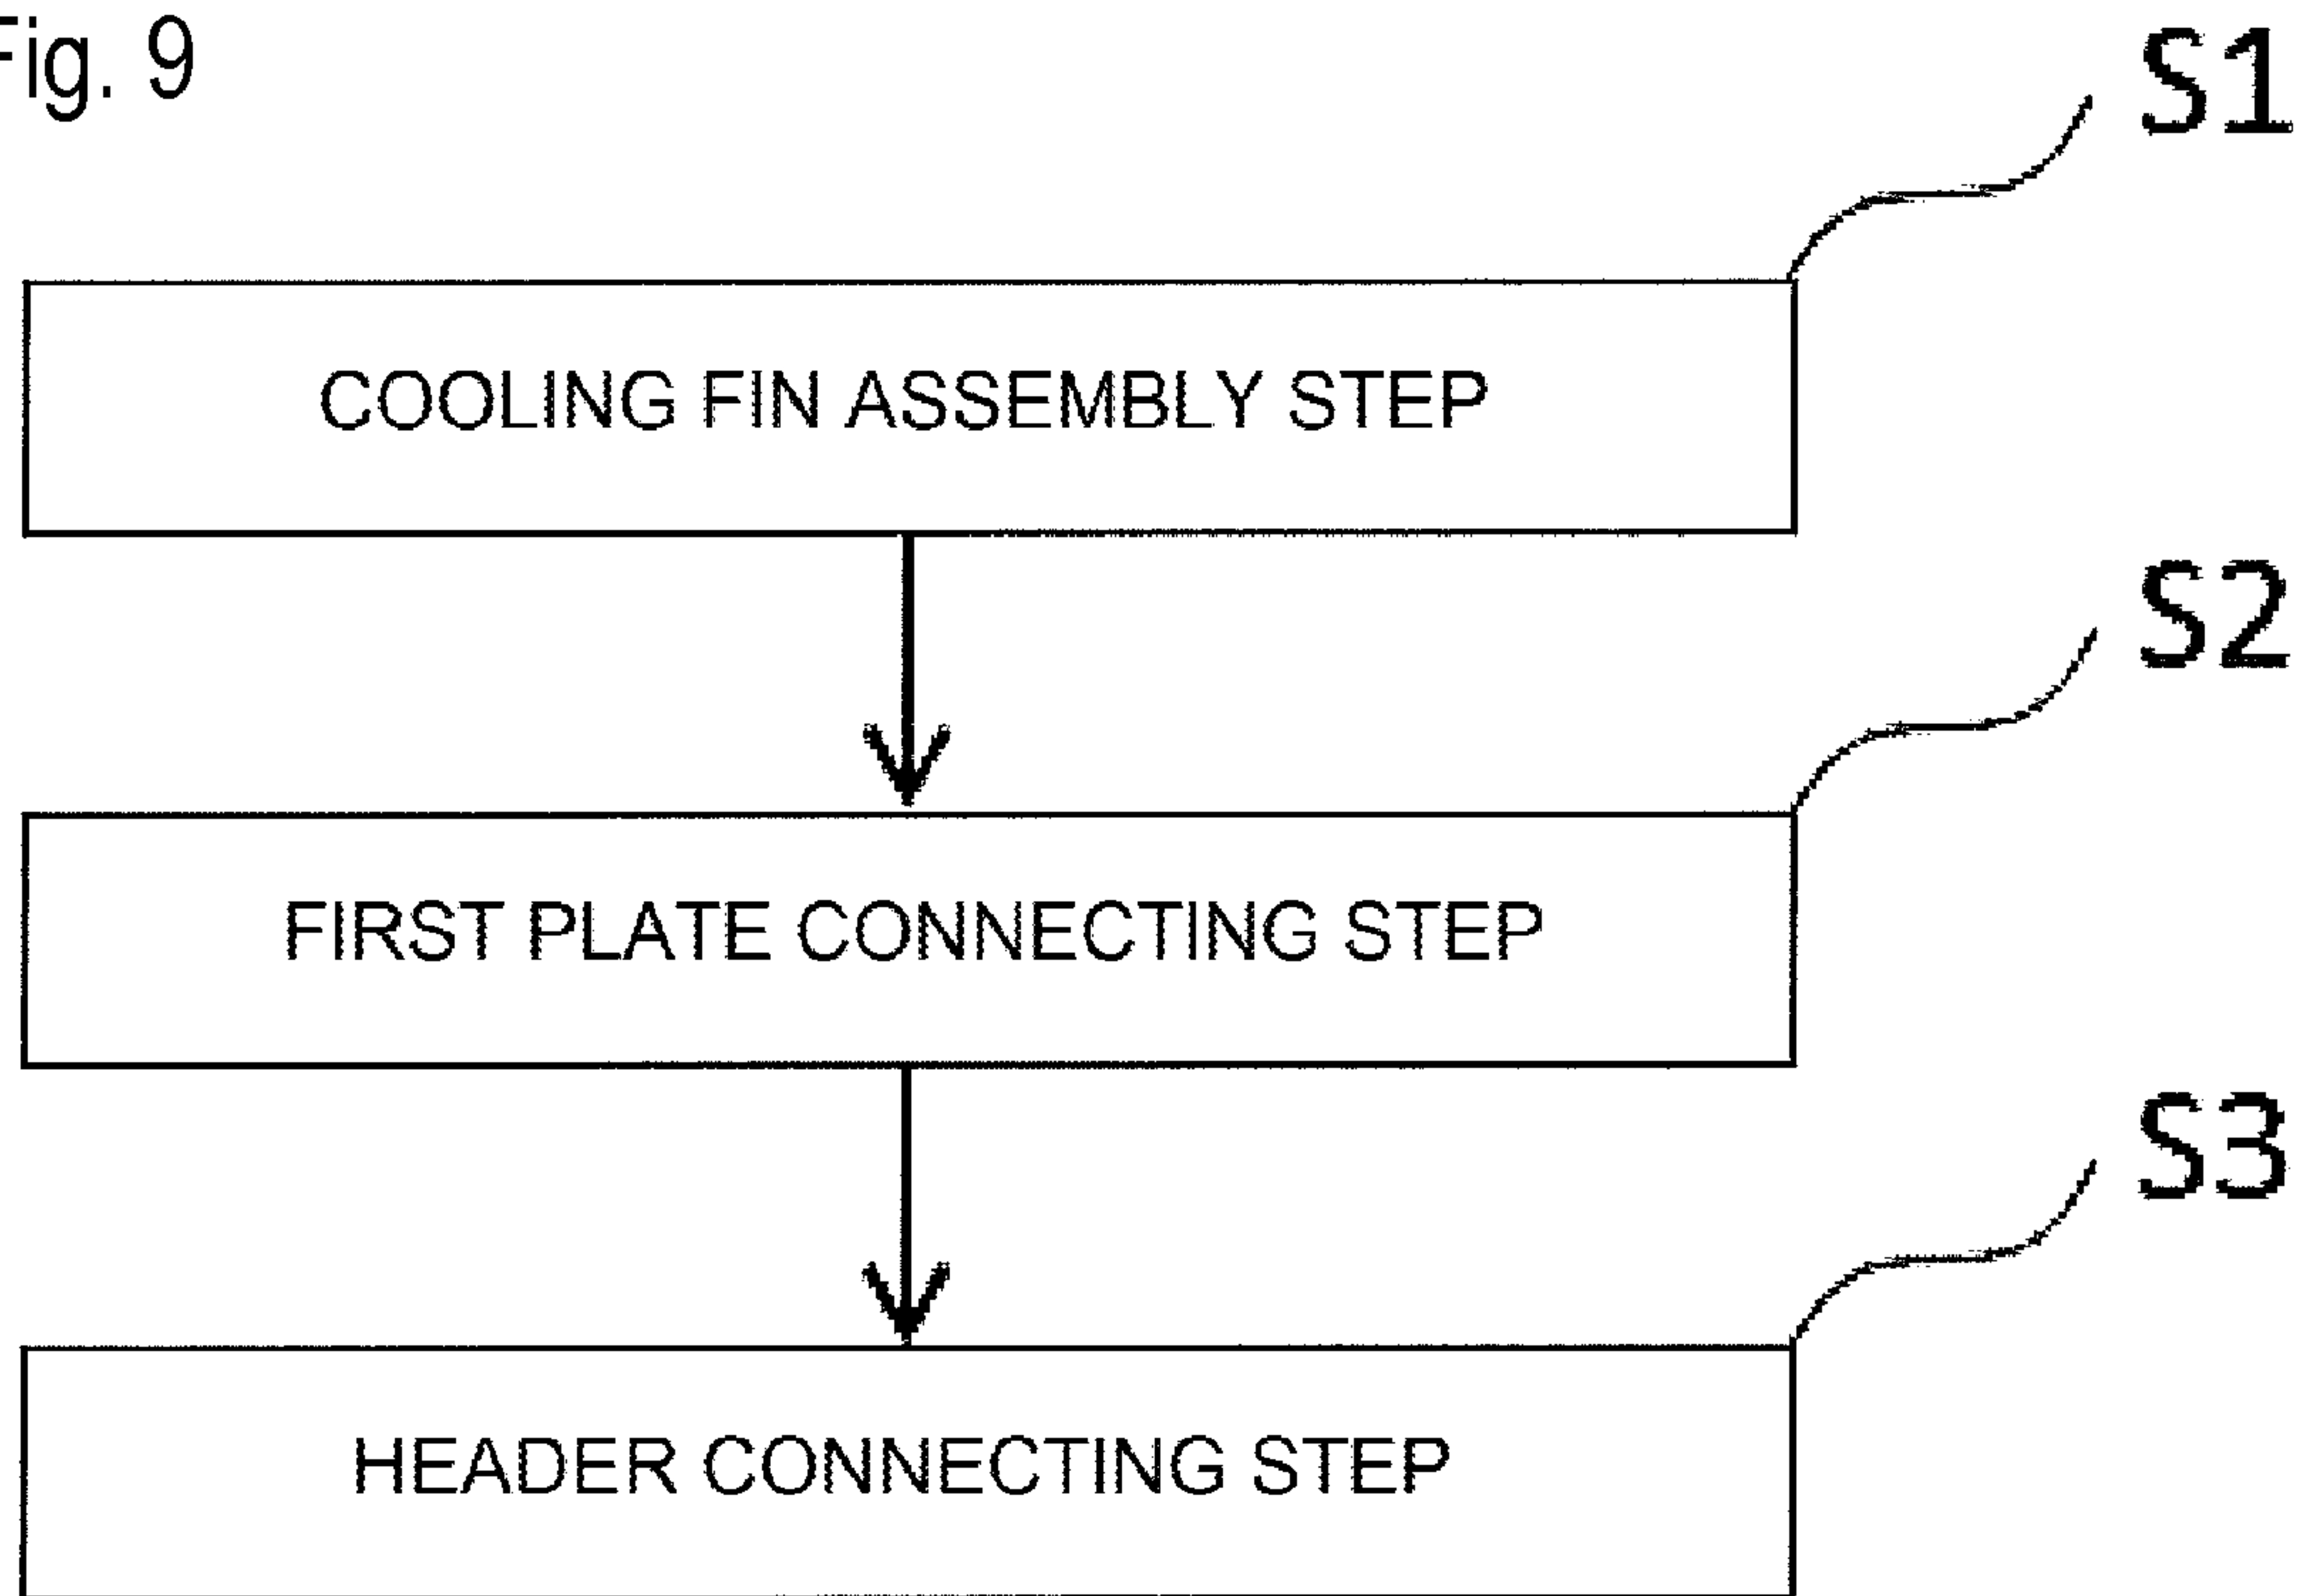 Fig. 9
S1
COOLING FIN ASSEMBLY STEP
S2
FIRST PLATE CONNECTING STEP
S3
HEADER CONNECTING STEP